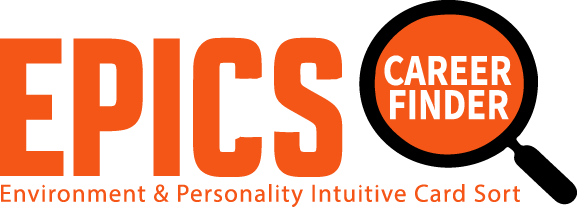 EPICS
CAREER
FINDER
Environment & Personality Intuitive Card Sort